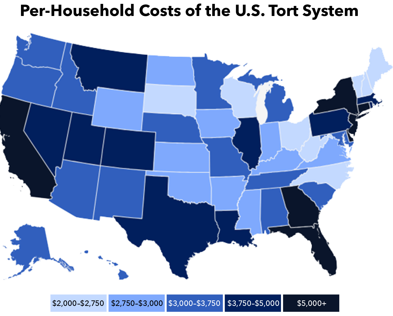 Per-Household Costs of the U.S. Tort System
$2,000-$2,750 $2,750-$3,000 $3,000-$3,750 $3,750-$5,000 $5,000+